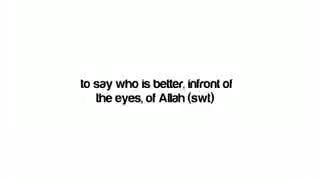 to say who is better, infront of
the eyes, of Allah (swt)